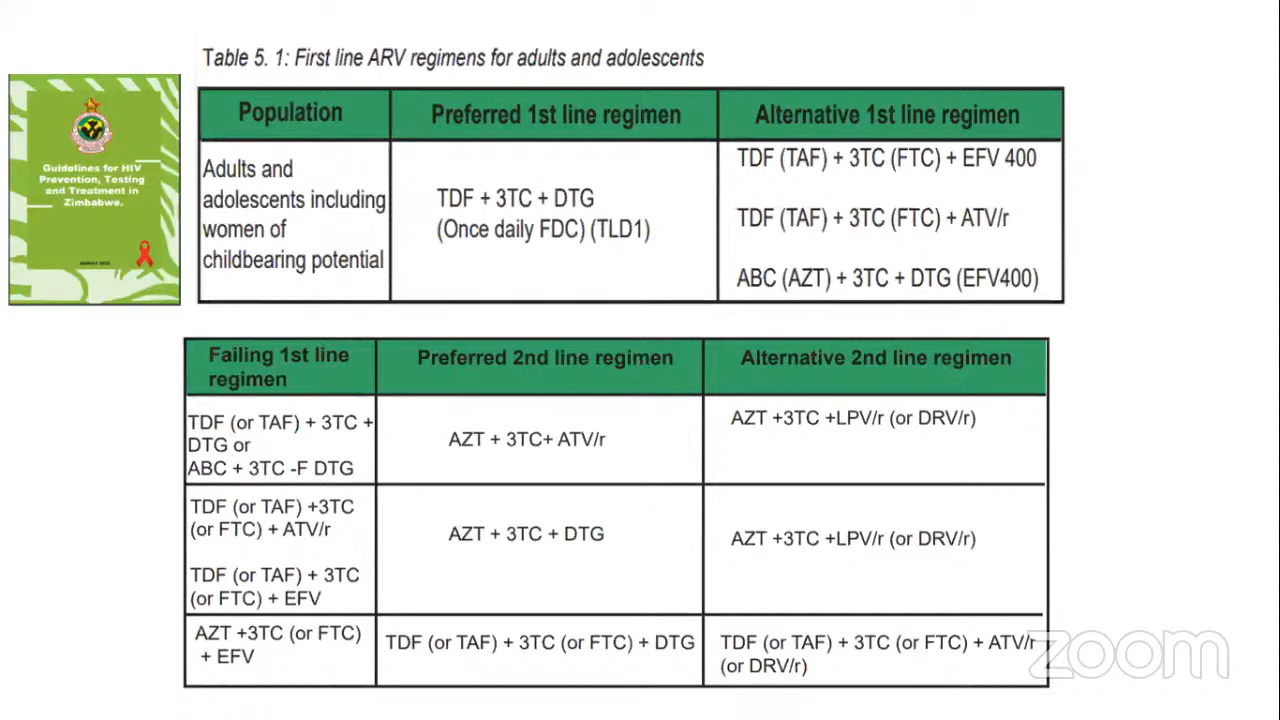 Table 5. 1: First line ARV regimens for adults and adolescents
Guidelines for HIV
Prevention, Testing
and Treatment in
Zimbabwe.
Population
Preferred 1st line regimen
Alternative 1st line regimen
Adults and
adolescents including
women of
childbearing potential
TDF + 3TC + DTG
(Once daily FDC) (TLD1)
TDF (TAF) + 3TC (FTC) + EFV 400
TDF (TAF) + 3TC (FTC) + ATV/r
ABC (AZT) + 3TC + DTG (EFV400)
Failing 1st line
regimen
Preferred 2nd line regimen
Alternative 2nd line regimen
TDF (or TAF) + 3TC +
DTG or
ABC + 3TC -F DTG
AZT + 3TC+ ATV/r
AZT +3TC +LPV/r (or DRV/r)
TDF (or TAF) +3TC
(or FTC) + ATV/r
TDF (or TAF) + 3TC
(or FTC) + EFV
AZT + 3TC + DTG
AZT +3TC +LPV/r (or DRV/r)
AZT +3TC (or FTC)
+ EFV
TDF (or TAF) + 3TC (or FTC) + DTG
TDF (or TAF) + 3TC (or FTC) + ATV/r
(or DRV/r)
zoom